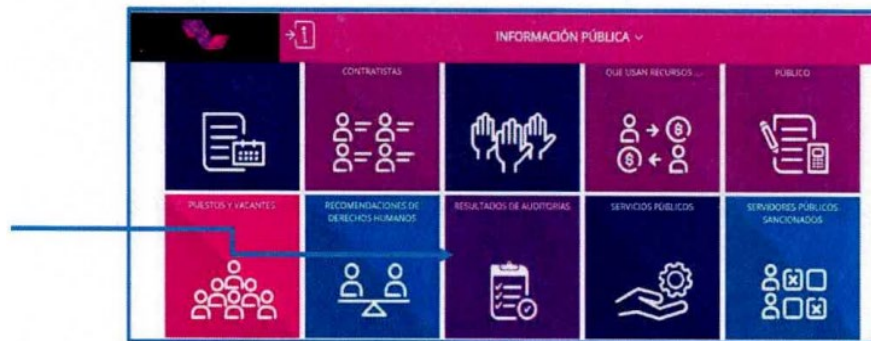 INFORMACIÓN PÚBLICA
CONTRATISTAS
QUE USAN RECURSOS ...
PÚBLICO
PUESTOS Y VACANTES
RECOMENDACIONES DE
DERECHOS HUMANOS
RESULTADOS DE AUDITORÍAS
SERVICIOS PÚBLICOS
SERVIDORES PÚBLICOS
SANCIONADOS